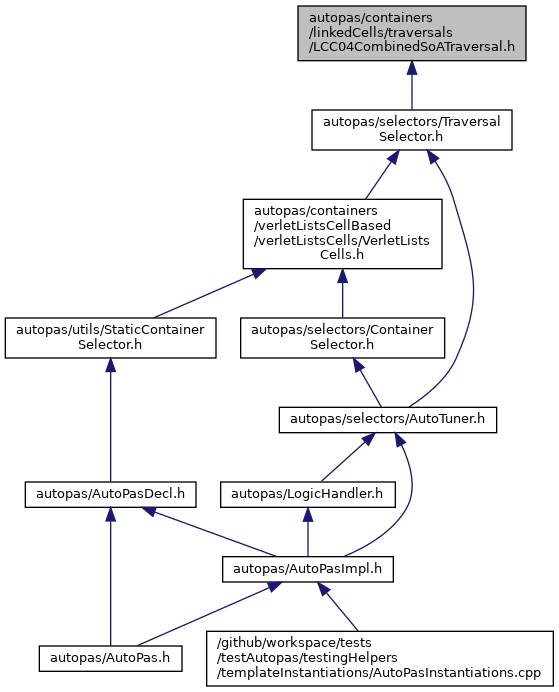 autopas/containers
/linkedCells/traversals
/LCC04CombinedSoATraversal.h
autopas/selectors/Traversal
Selector.h
autopas/containers
/verletListsCellBased
/verletListsCells/VerletLists
Cells.h
autopas/utils/StaticContainer
Selector.h
autopas/selectors/Container
Selector.h
autopas/selectors/AutoTuner.h
autopas/AutoPasDecl.h
autopas/LogicHandler.h
autopas/AutoPasImpl.h
autopas/AutoPas.h
/github/workspace/tests
/testAutopas/testingHelpers
/templateInstantiations/AutoPasInstantiations.cpp